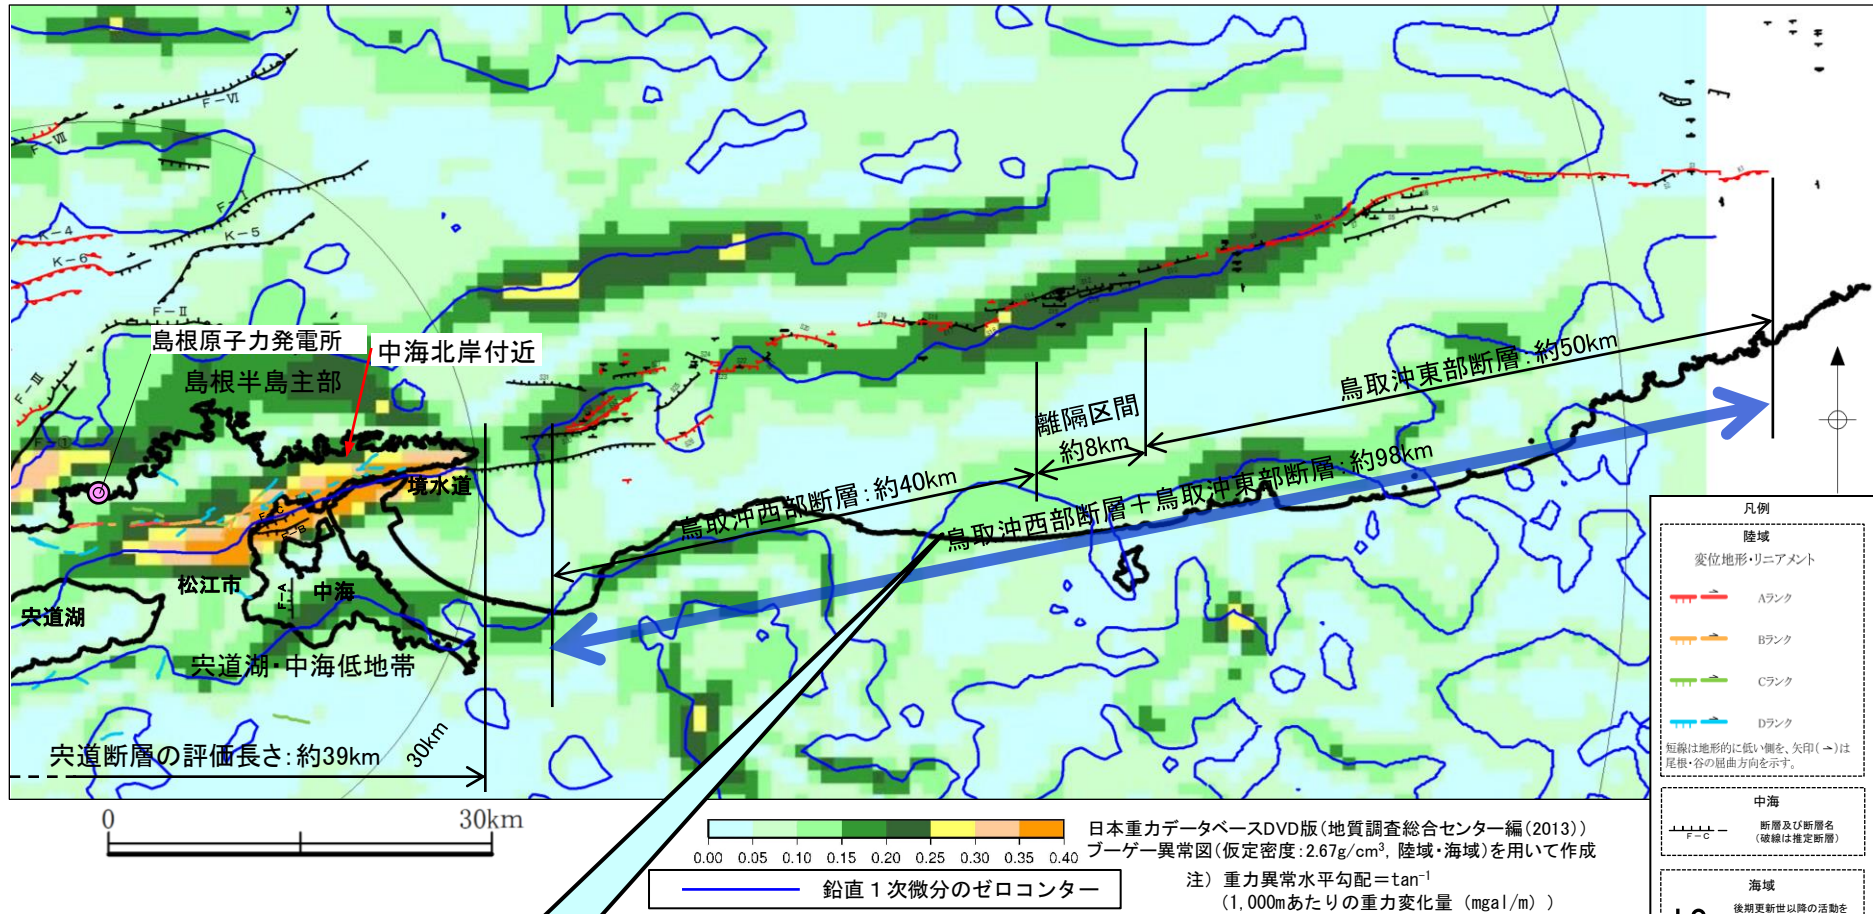 F-Ⅵ
F-Ⅶ
F-Ⅰ
K-5
K-4
K-6
F-Ⅱ
島根原子力発電所
中海北岸付近
島根半島主部
F-Ⅲ
F-①
境水道
F-C
F-B
F-A
松江市
中海
宍道湖
宍道湖・中海低地帯
宍道断層の評価長さ:約39km
30km
鳥取沖東部断層:約50km
離隔区間
約8km
鳥取沖西部断層:約40km
鳥取沖西部断層+鳥取沖東部断層:約98km
0 30km
0.00 0.05 0.10 0.15 0.20 0.25 0.30 0.35 0.40
鉛直1次微分のゼロコンター
日本重力データベースDVD版(地質調査総合センター編(2013))
ブーゲー異常図(仮定密度:2.67g/cm³, 陸域・海域)を用いて作成
注) 重力異常水平勾配=tan⁻¹
(1,000mあたりの重力変化量 (mgal/m) )
凡例
陸域
変位地形・リニアメント
Aランク
Bランク
Cランク
Dランク
短線は地形的に低い側を、矢印(→)は
尾根・谷の屈曲方向を示す。
中海
F-C
断層及び断層名
(破線は推定断層)
海域
後期更新世以降の活動を